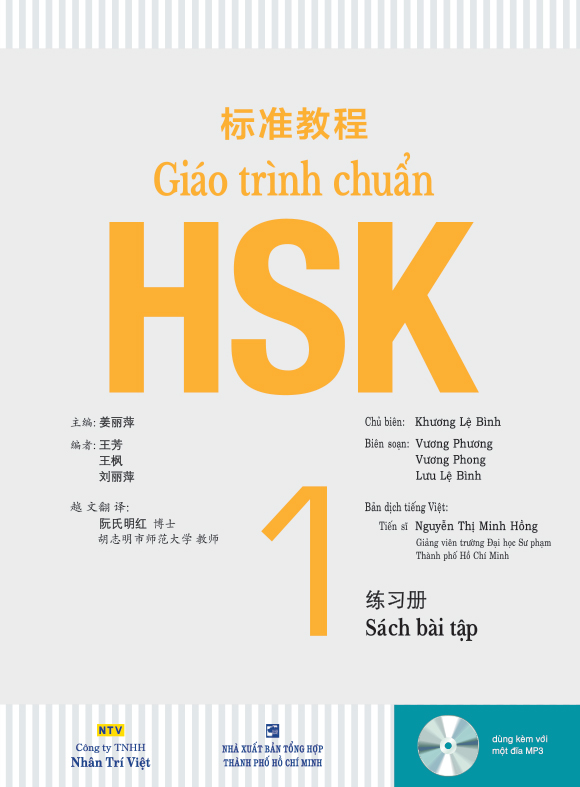 标准教程
Giáo trình chuẩn
HSK
1
主编: 姜丽萍
编者: 王芳
王枫
刘丽萍
越文翻译:
阮氏明红 博士
胡志明市师范大学 教师
Chủ biên: Khương Lệ Bình
Biên soạn: Vương Phương
Vương Phong
Lưu Lệ Bình
Bản dịch tiếng Việt:
Tiến sĩ Nguyễn Thị Minh Hồng
Giảng viên trường Đại học Sư phạm
Thành phố Hồ Chí Minh
练习册
Sách bài tập
NTV
Công ty TNHH
Nhân Trí Việt
NHÀ XUẤT BẢN TỔNG HỢP
THÀNH PHỐ HỒ CHÍ MINH
dùng kèm với
một đĩa MP3